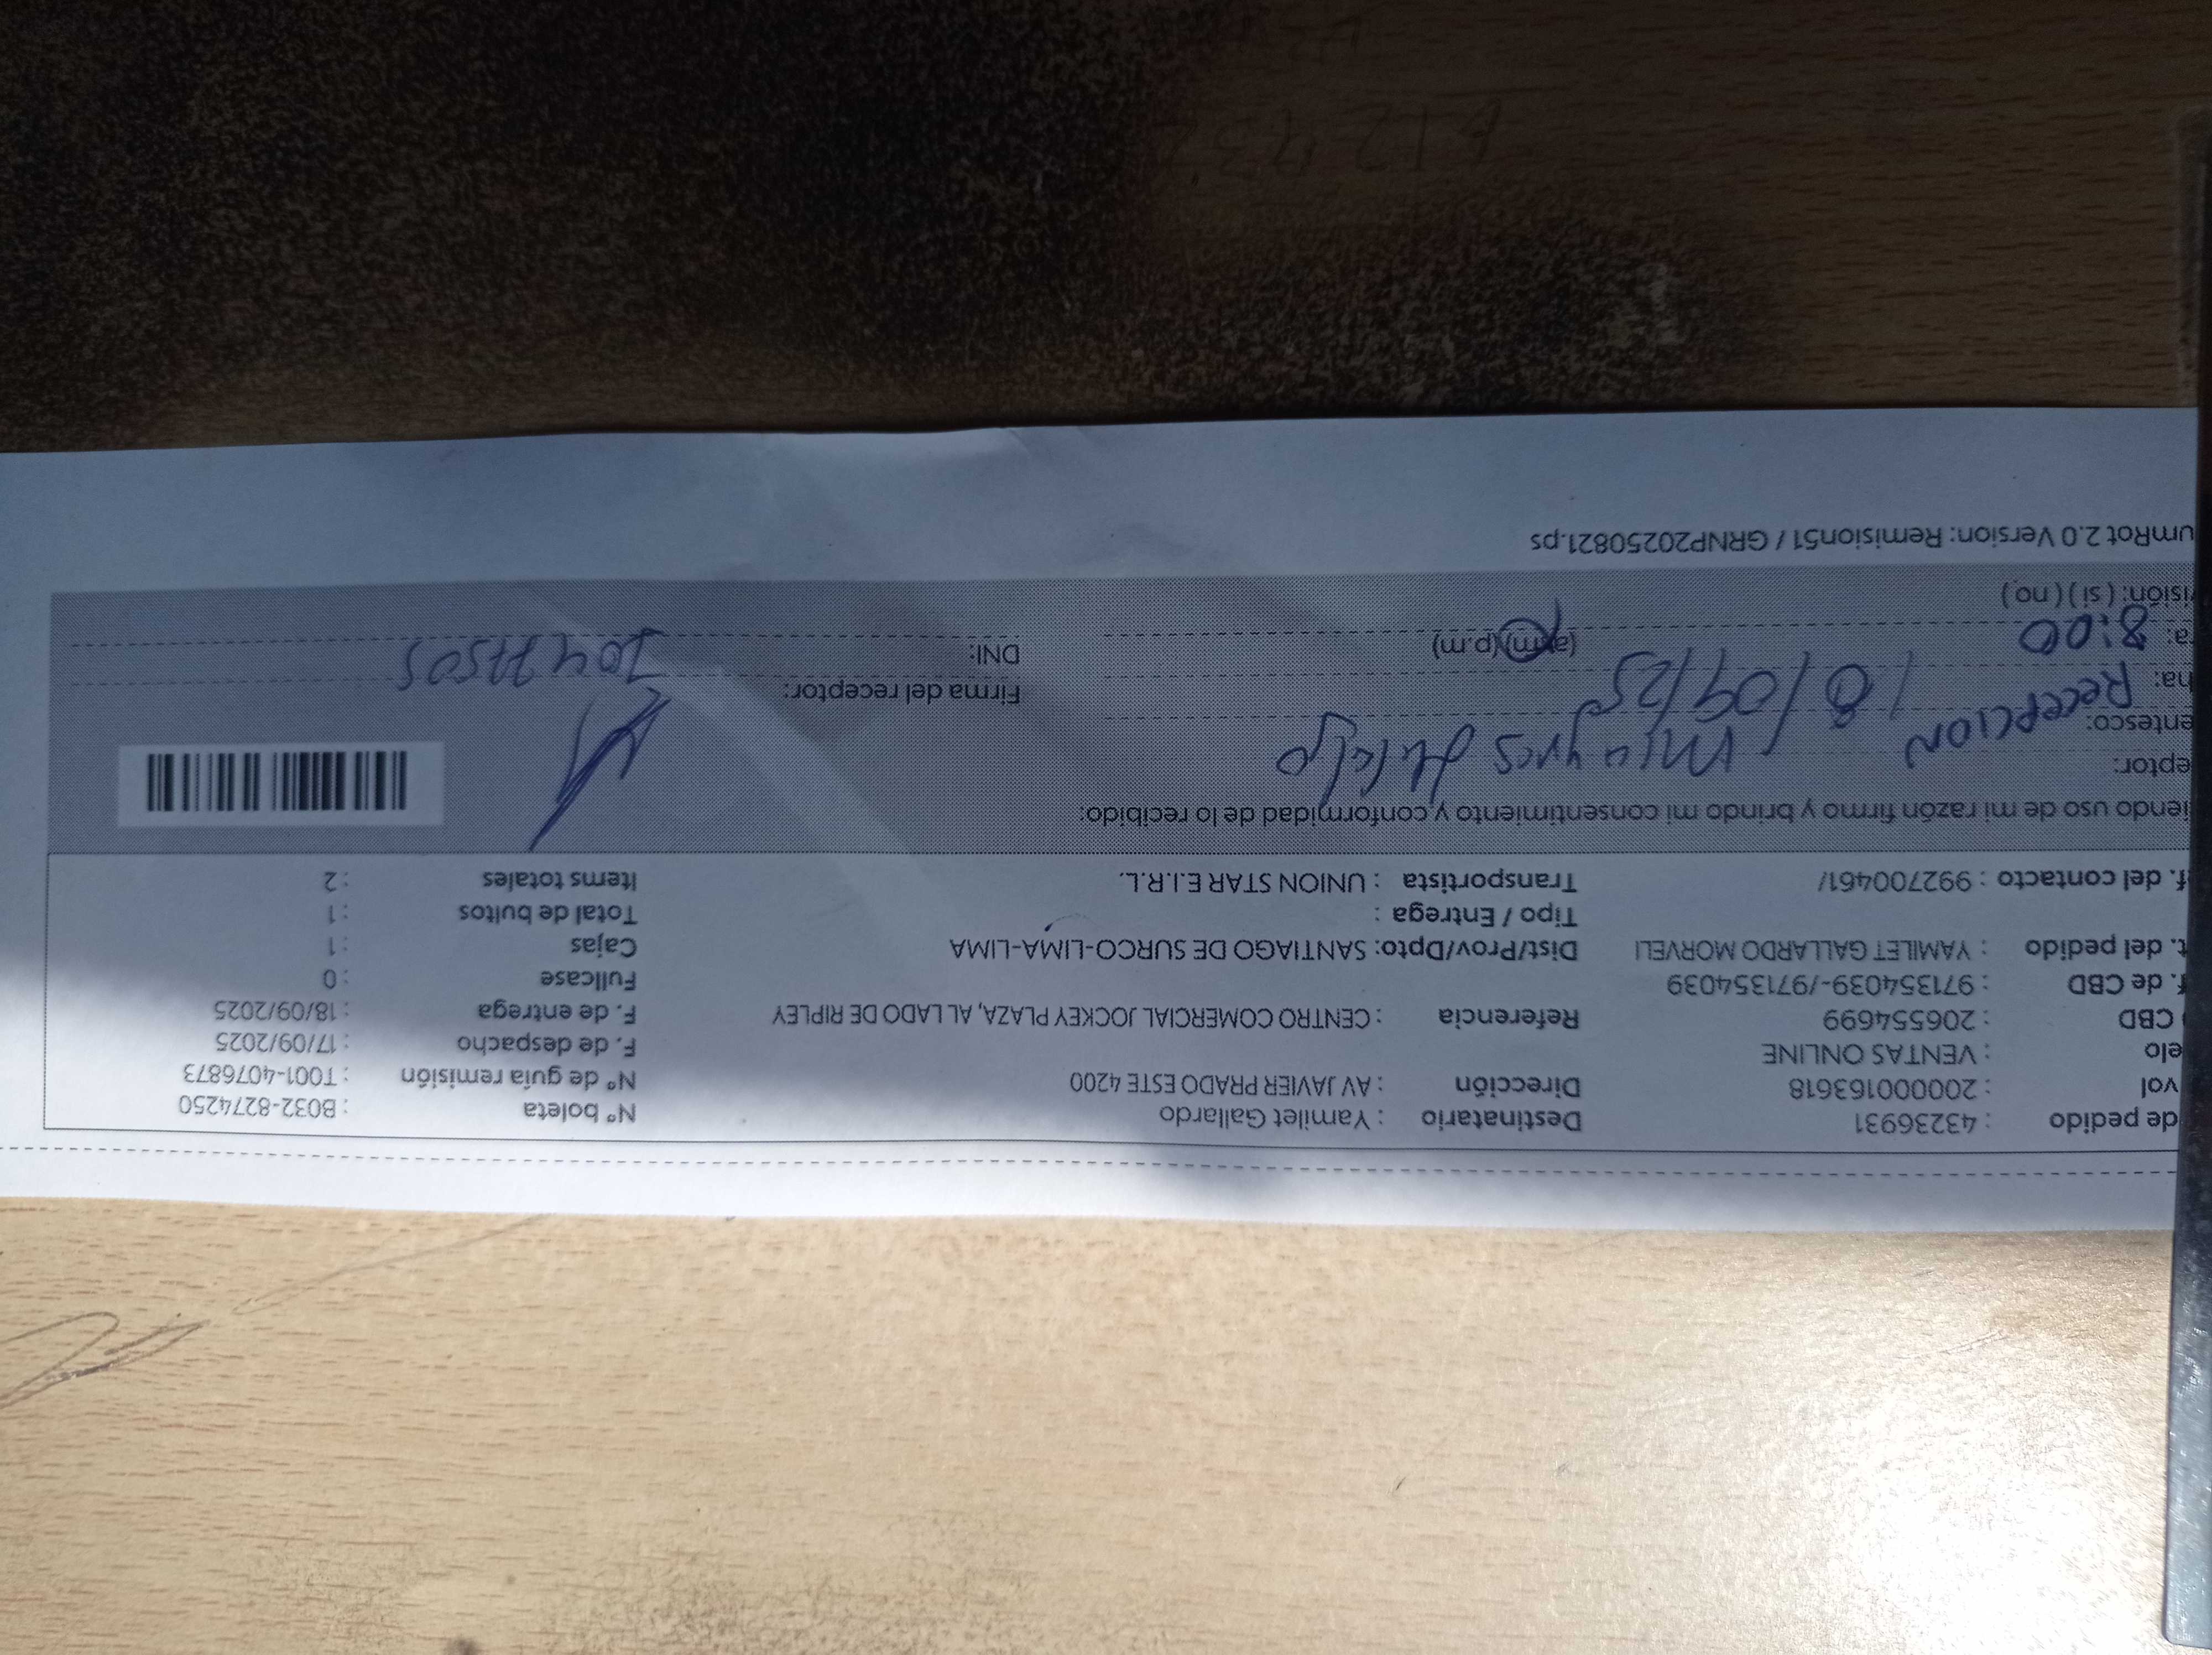 de pedido : 43236931 Destinatario : Yamilet Gallardo N° boleta : B032-8274250
vol : 20000163618 Dirección : AV JAVIER PRADO ESTE 4200 N° de guía remisión : T001-4076873
elo : VENTAS ONLINE F. de despacho : 17/09/2025
CBD : 206554699 Referencia : CENTRO COMERCIAL JOCKEY PLAZA, AL LADO DE RIPLEY F. de entrega : 18/09/2025
f. de CBD : 971354039-/971354039 Fullcase : 0
t. del pedido : YAMILET GALLARDO MORVELI Dist/Prov/Dpto: SANTIAGO DE SURCO-LIMA-LIMA Cajas : 1
Tipo / Entrega : Total de bultos : 1
ef. del contacto : 992700461/ Transportista : UNION STAR E.I.R.L. Items totales : 2
iendo uso de mi razón firmo y brindo mi consentimiento y conformidad de lo recibido:
eptor:
entesco: Recepcion
ha: 18/09/25 Firma del receptor:
a: 8:00 (a.m)(p.m) DNI: 70477505
isión: ( si ) ( no )
umRot 2.0 Version: Remision51 / GRNP20250821.ps